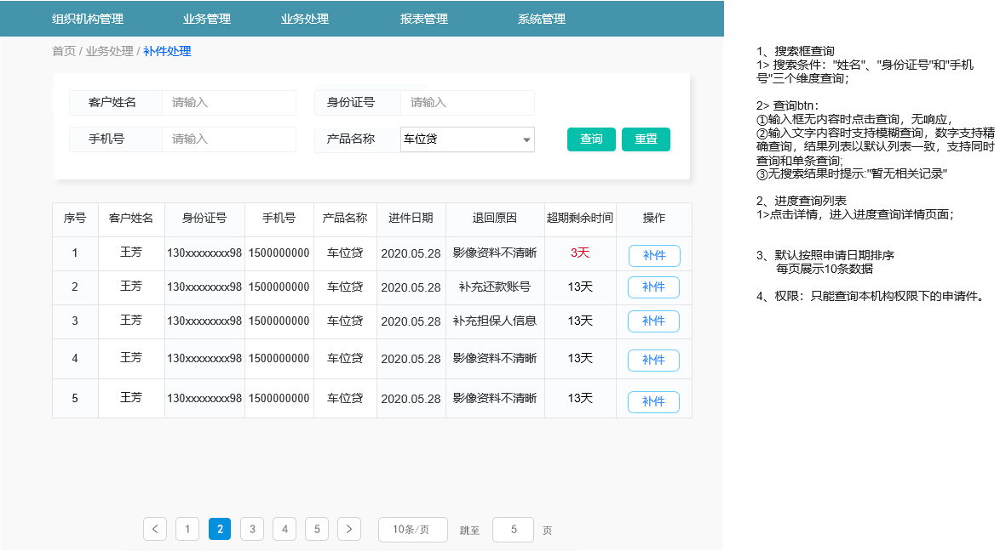 组织机构管理 业务管理 业务处理 报表管理 系统管理
首页 / 业务处理 / 补件处理
客户姓名 请输入 身份证号 请输入
手机号 请输入 产品名称 车位贷 查询 重置
序号 客户姓名 身份证号 手机号 产品名称 进件日期 退回原因 超期剩余时间 操作
1 王芳 130xxxxxxxx98 1500000000 车位贷 2020.05.28 影像资料不清晰 3天 补件
2 王芳 130xxxxxxxx98 1500000000 车位贷 2020.05.28 补充还款账号 13天 补件
3 王芳 130xxxxxxxx98 1500000000 车位贷 2020.05.28 补充担保人信息 13天 补件
4 王芳 130xxxxxxxx98 1500000000 车位贷 2020.05.28 影像资料不清晰 13天 补件
5 王芳 130xxxxxxxx98 1500000000 车位贷 2020.05.28 影像资料不清晰 13天 补件
< 1 2 3 4 5 > 10条/页 跳至 5 页
1、搜索框查询
1> 搜索条件："姓名"、"身份证号"和"手机
号"三个维度查询；
2> 查询btn：
①输入框无内容时点击查询，无响应，
②输入文字内容时支持模糊查询，数字支持精
确查询，结果列表以默认列表一致，支持同时
查询和单条查询;
③无搜索结果时提示:"暂无相关记录"
2、进度查询列表
1>点击详情，进入进度查询详情页面；
3、默认按照申请日期排序
每页展示10条数据
4、权限：只能查询本机构权限下的申请件。